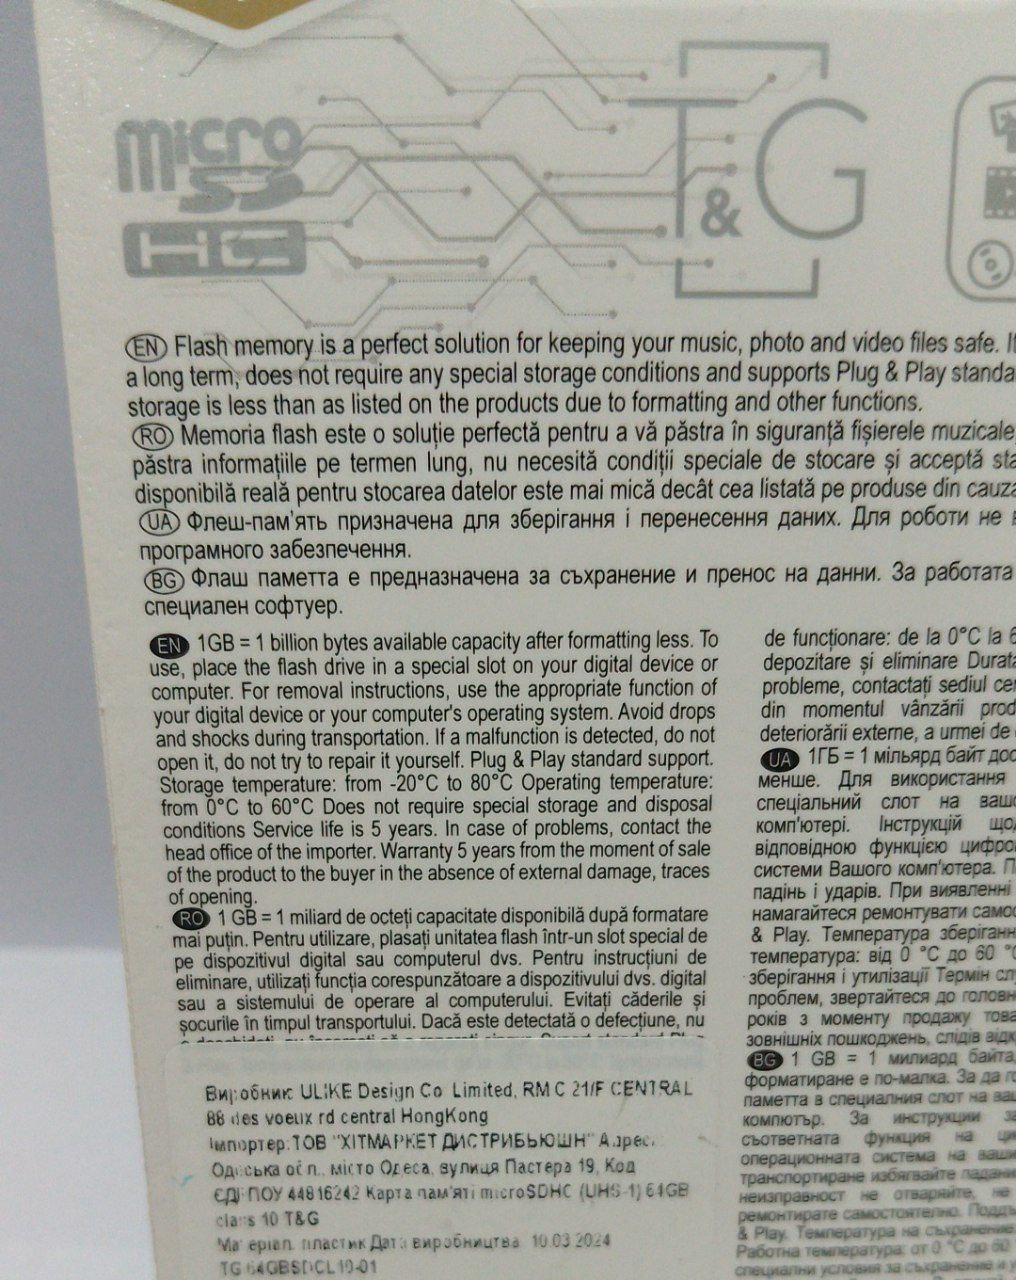 micro
SD
HC
T&G
EN Flash memory is a perfect solution for keeping your music, photo and video files safe. I
a long term, does not require any special storage conditions and supports Plug & Play standa
storage is less than as listed on the products due to formatting and other functions.
RO Memoria flash este o soluție perfectă pentru a vă păstra în siguranță fișierele muzicale,
păstra informațiile pe termen lung, nu necesită condiții speciale de stocare și acceptă sta
disponibilă reală pentru stocarea datelor este mai mică decât cea listată pe produse din cauza
UA Флеш-пам'ять призначена для зберігання і перенесення даних. Для роботи не
програмного забезпечення.
BG Флаш паметта е предназначена за съхранение и пренос на данни. За работата
специален софтуер.
EN 1GB = 1 billion bytes available capacity after formatting less. To
use, place the flash drive in a special slot on your digital device or
computer. For removal instructions, use the appropriate function of
your digital device or your computer's operating system. Avoid drops
and shocks during transportation. If a malfunction is detected, do not
open it, do not try to repair it yourself. Plug & Play standard support.
Storage temperature: from -20°C to 80°C Operating temperature:
from 0°C to 60°C Does not require special storage and disposal
conditions Service life is 5 years. In case of problems, contact the
head office of the importer. Warranty 5 years from the moment of sale
of the product to the buyer in the absence of external damage, traces
of opening.
RO 1 GB = 1 miliard de octeți capacitate disponibilă după formatare
mai puțin. Pentru utilizare, plasați unitatea flash într-un slot special de
pe dispozitivul digital sau computerul dvs. Pentru instrucțiuni de
eliminare, utilizați funcția corespunzătoare a dispozitivului dvs. digital
sau a sistemului de operare al computerului. Evitați căderile și
șocurile în timpul transportului. Dacă este detectată o defecțiune, nu
Виробник ULIKE Design Co Limited, RM C 21/F CENTRAL
88 des voeux rd central HongKong
Імпортер: ТОВ "ХІТМАРКЕТ ДИСТРИБЬЮШН" Адрес:
Одеська обл., місто Одеса, вулиця Пастера 19, Код
ЄДРПОУ 44816242 Карта пам'яті microSDHC (UHS-1) 64GB
class 10 T&G
Матеріал: пластик Дата виробництва 10.03.2024
TG-64GBSDCL10-01
de funcționare: de la 0°C la 6
depozitare și eliminare Durata
probleme, contactați sediul cen
din momentul vânzării prod
deteriorării externe, a urmei de
UA 1ГБ = 1 мільярд байт дос
менше. Для використання
спеціальний слот на вашо
комп'ютері. Інструкцій що
відповідною функцією цифро
системи Вашого комп'ютера. П
падінь і ударів. При виявленні
намагайтеся ремонтувати самос
& Play. Температура зберіганн
температура: від 0 °C до 60 °C
зберігання і утилізації Термін сл
проблем, звертайтеся до головн
років з моменту продажу това
зовнішніх пошкоджень, слідів відк
BG 1 GB = 1 милиард байта,
форматиране е по-малка. За да
паметта в специалния слот на ваш
компютър. За инструкции за
съответната функция на ци
операционната система на ваши
транспортиране избягвайте падани
неизправност не отваряйте, не
ремонтирате самостоятелно. Подд
& Play. Температура на съхранение
Работна температура: от 0 °C до 60
специални условия за съхранение и у